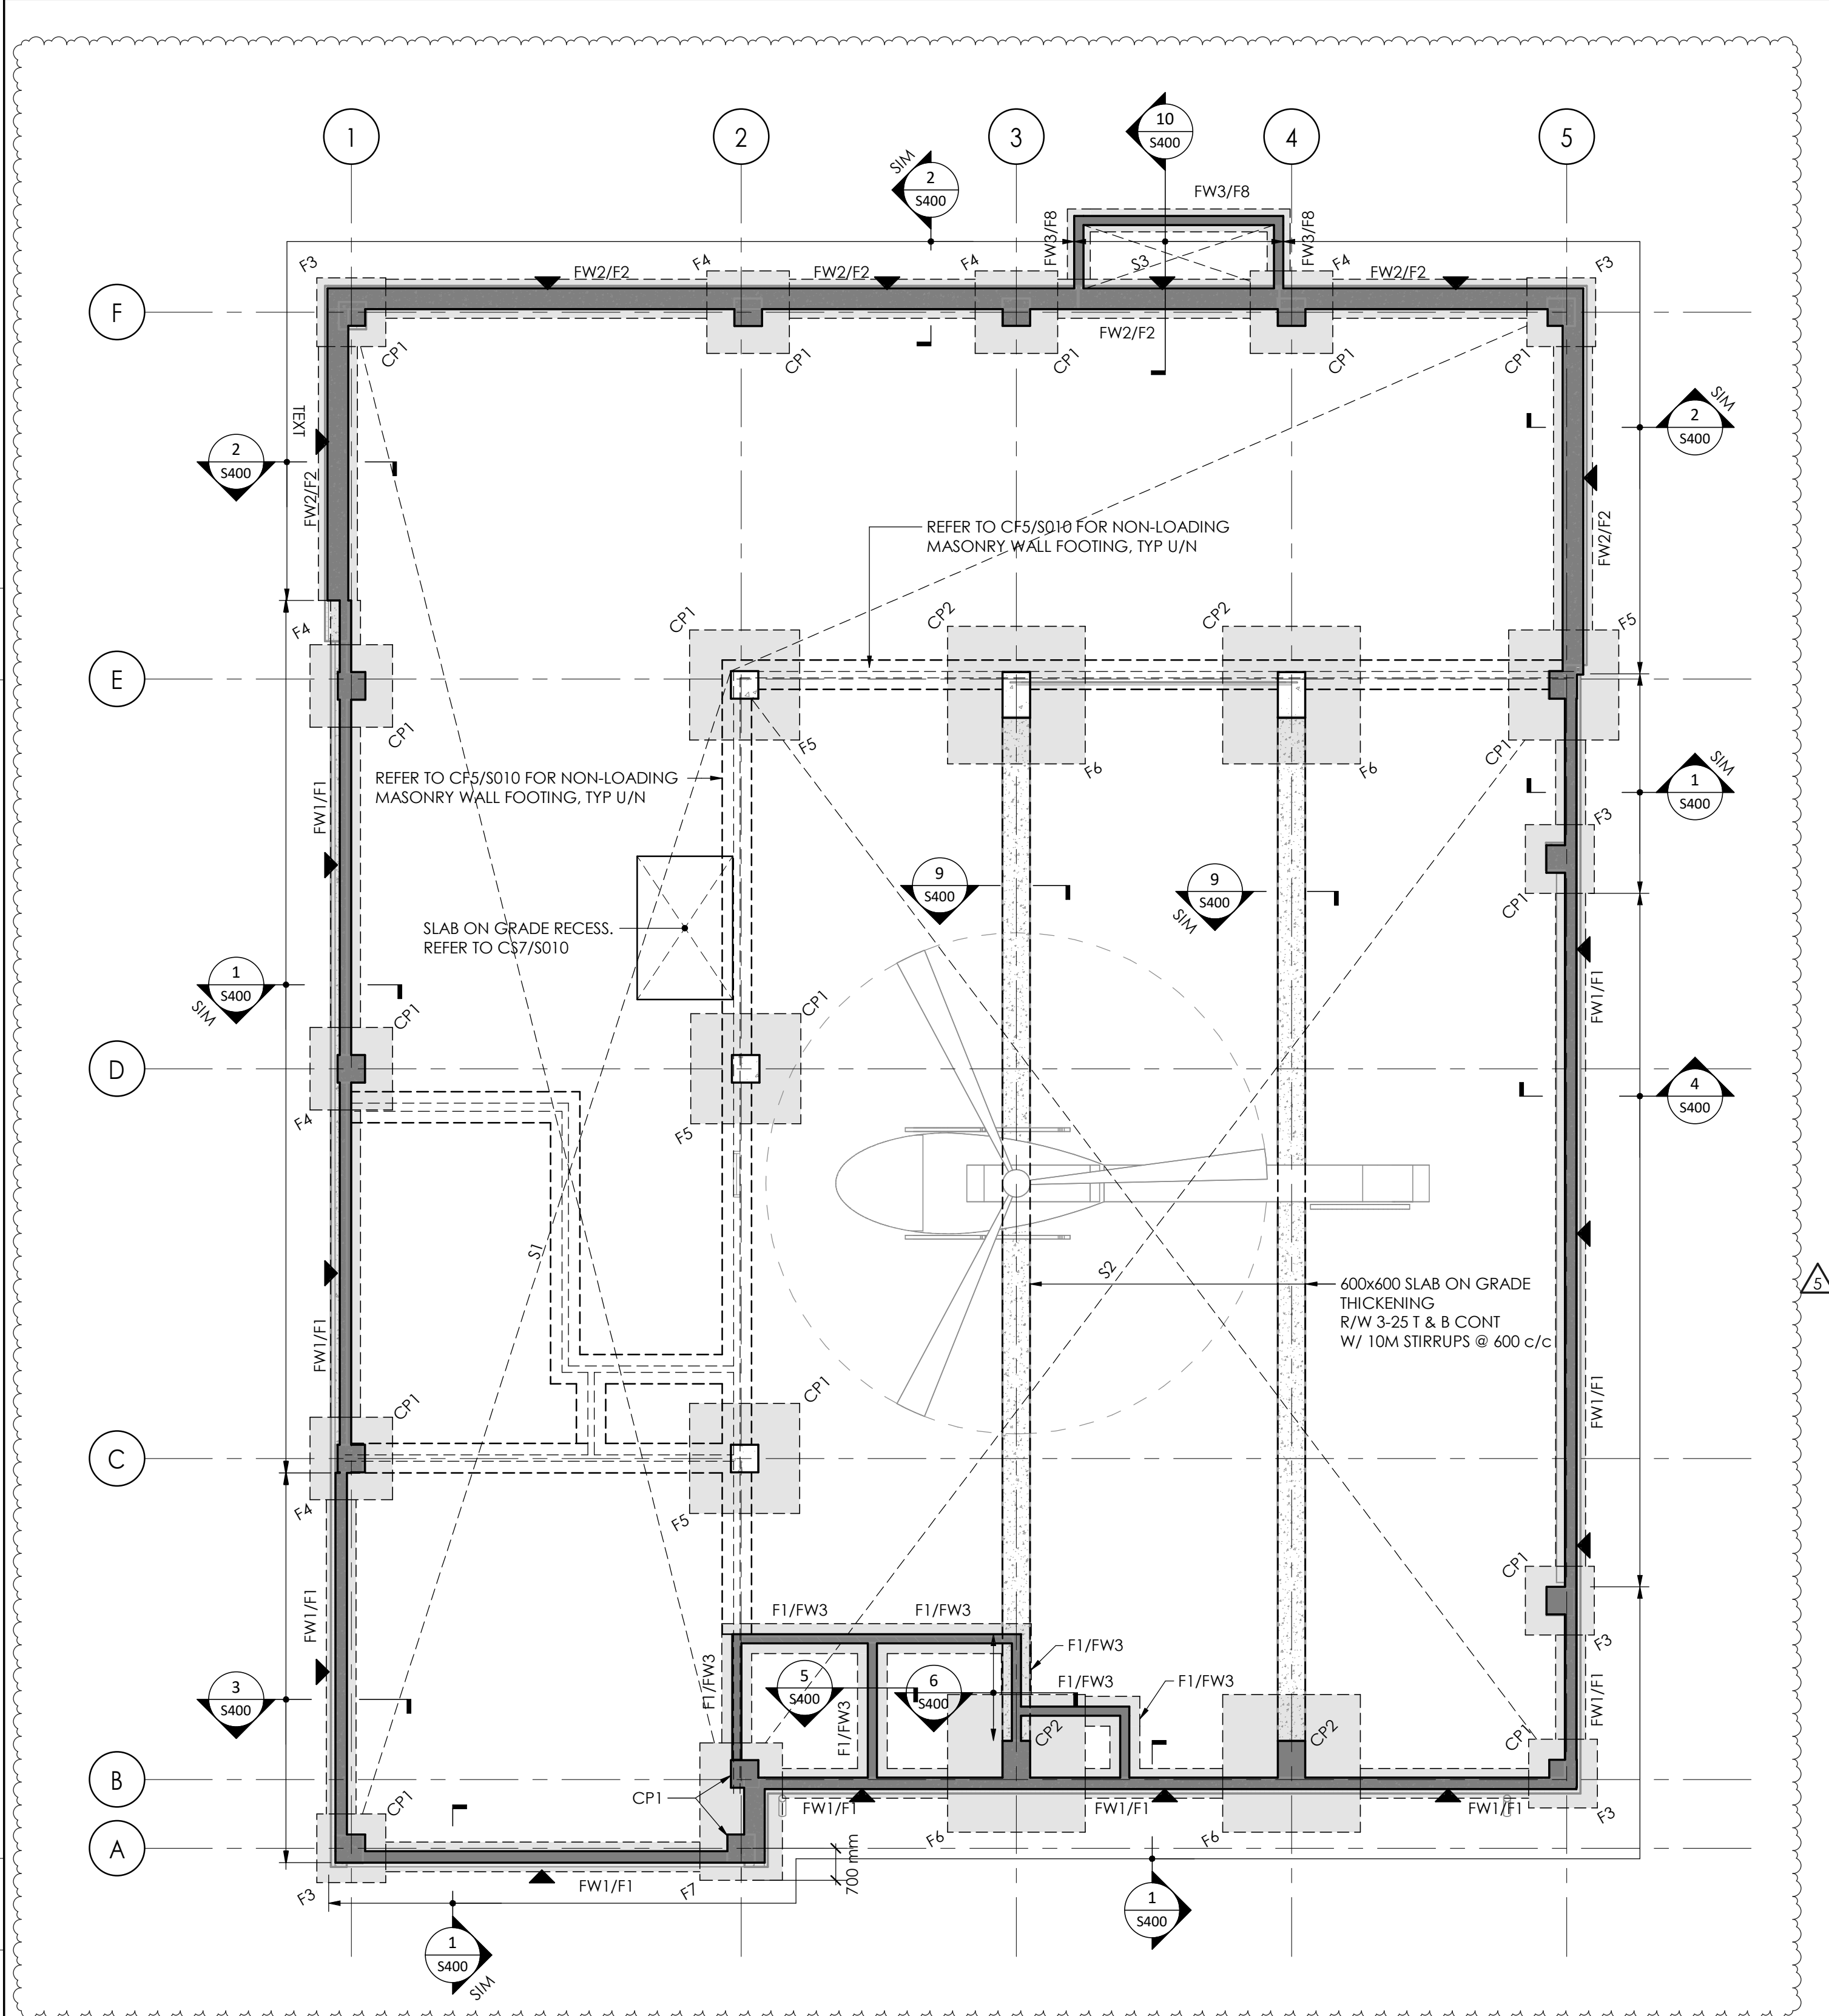 10
S400
1
2
3
4
5
SIM
2
S400
FW3/F8
FW3/F8
FW3/F8
S3
F3
FW2/F2
F4
FW2/F2
F4
F4
FW2/F2
F3
F
FW2/F2
CP1
CP1
CP1
CP1
CP1
TEXT
2
S400
SIM
2
S400
FW2/F2
FW2/F2
REFER TO CF5/S010 FOR NON-LOADING
MASONRY WALL FOOTING, TYP U/N
F4
CP1
CP2
CP2
F5
E
CP1
F5
F6
F6
CP1
REFER TO CF5/S010 FOR NON-LOADING
MASONRY WALL FOOTING, TYP U/N
FW1/F1
1
S400
SIM
F3
9
S400
9
S400
SIM
CP1
SLAB ON GRADE RECESS.
REFER TO CS7/S010
1
S400
SIM
CP1
CP1
FW1/F1
D
F4
F5
4
S400
S1
S2
600x600 SLAB ON GRADE
THICKENING
R/W 3-25 T & B CONT
W/ 10M STIRRUPS @ 600 c/c
5
FW1/F1
CP1
CP1
FW1/F1
C
F4
F5
CP1
FW1/F1
F1/FW3
F1/FW3
F1/FW3
F3
F1/FW3
F1/FW3
F1/FW3
3
S400
5
S400
F1/FW3
6
S400
FW1/F1
CP2
CP2
CP1
B
CP1
CP1
FW1/F1
FW1/F1
FW1/F1
F3
A
F6
F6
700 mm
F3
FW1/F1
F7
1
S400
SIM
1
S400